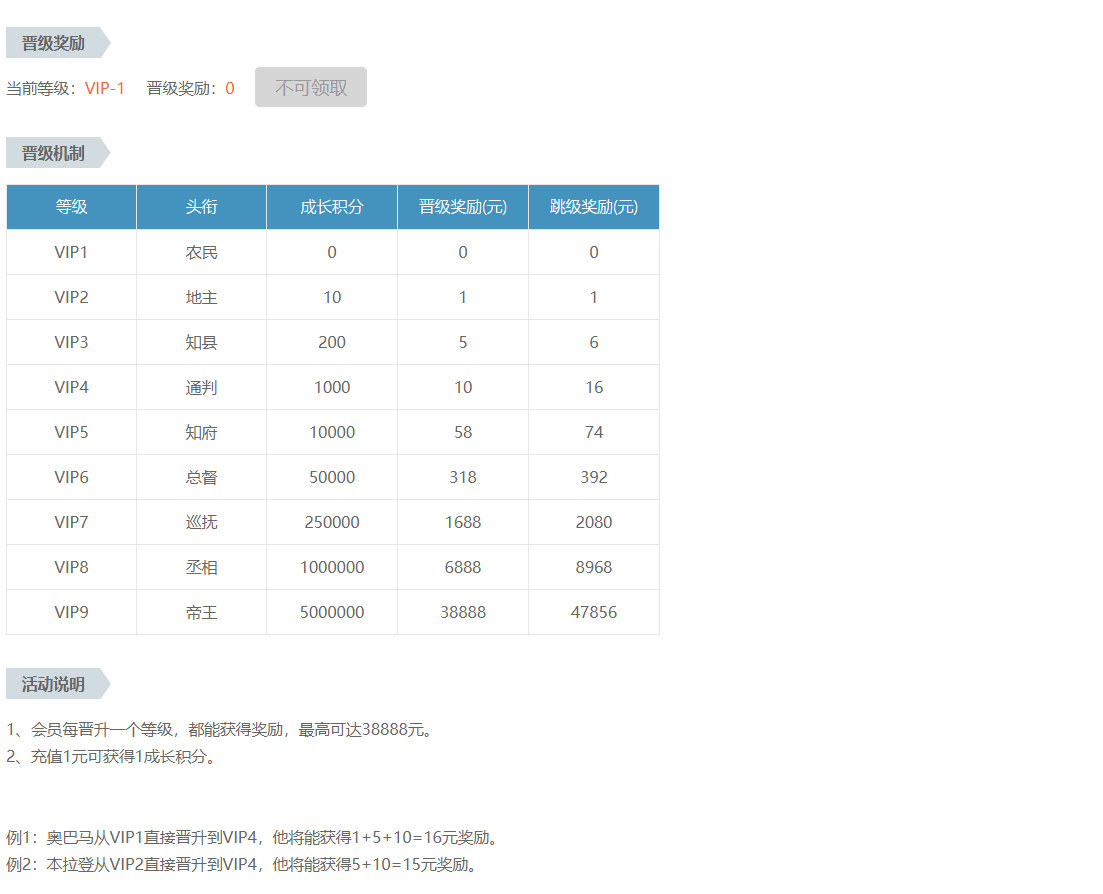 晋级奖励
当前等级：VIP-1 晋级奖励：0 不可领取
晋级机制
等级 头衔 成长积分 晋级奖励(元) 跳级奖励(元)
VIP1 农民 0 0 0
VIP2 地主 10 1 1
VIP3 知县 200 5 6
VIP4 通判 1000 10 16
VIP5 知府 10000 58 74
VIP6 总督 50000 318 392
VIP7 巡抚 250000 1688 2080
VIP8 丞相 1000000 6888 8968
VIP9 帝王 5000000 38888 47856
活动说明
1、会员每晋升一个等级，都能获得奖励，最高可达38888元。
2、充值1元可获得1成长积分。
例1：奥巴马从VIP1直接晋升到VIP4，他将能获得1+5+10=16元奖励。
例2：本拉登从VIP2直接晋升到VIP4，他将能获得5+10=15元奖励。